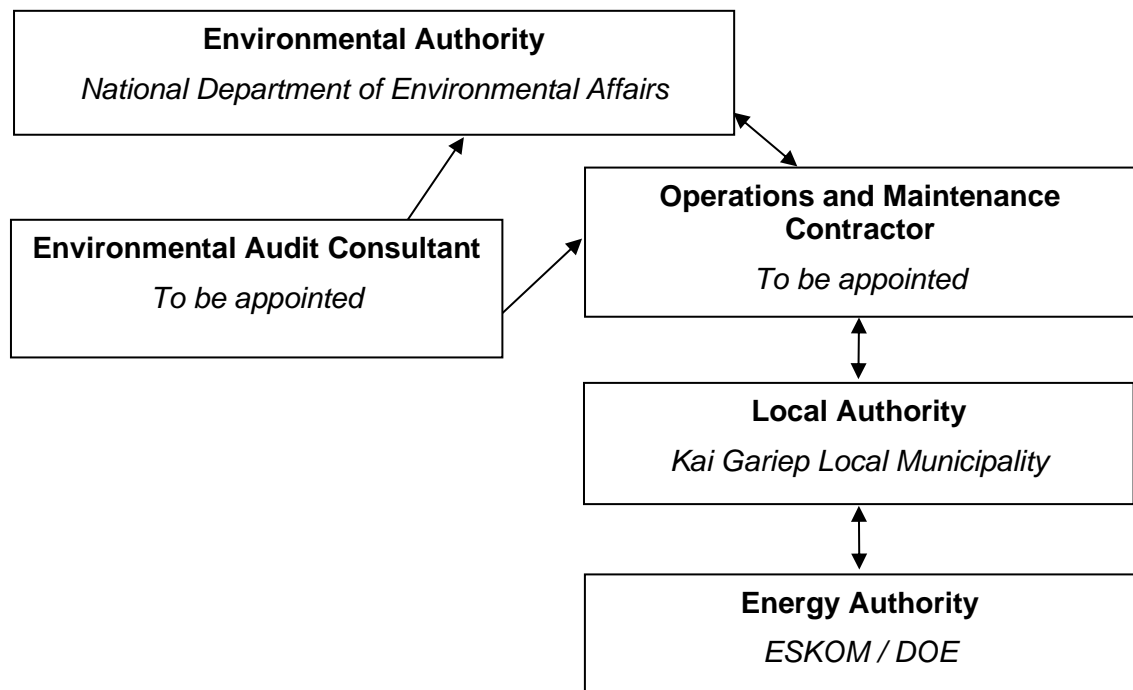 Environmental Authority
National Department of Environmental Affairs
Operations and Maintenance
Contractor
To be appointed
Environmental Audit Consultant
To be appointed
Local Authority
Kai Gariep Local Municipality
Energy Authority
ESKOM / DOE